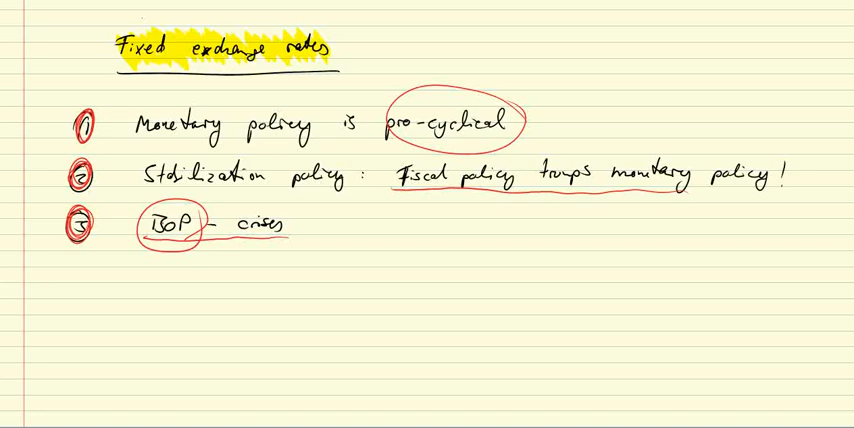 Fixed exchange rates
① Monetary policy is pro-cyclical
② Stabilization policy: Fiscal policy trumps monetary policy!
③ BOP - crises